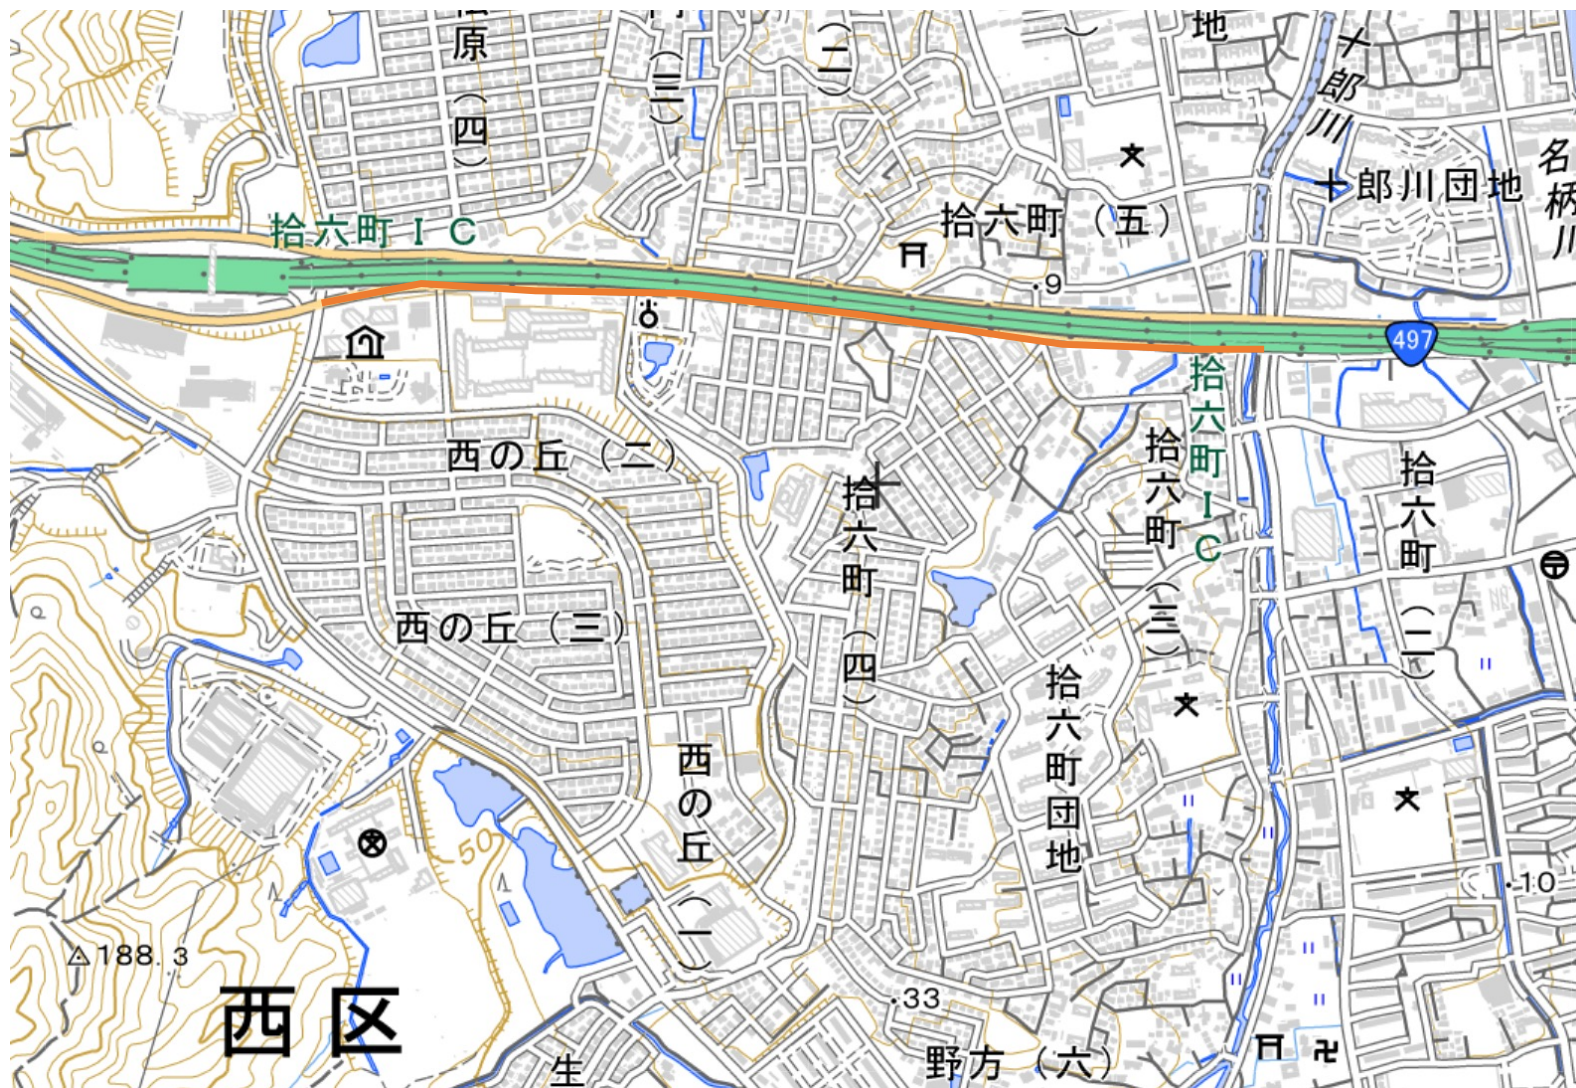 原(四)
(三)
(二)
地
十郎川
十郎川団地
名柄川
拾六町IC
拾六町(五)
9
497
拾六町IC
西の丘(二)
拾六町(四)
拾六町(三)
拾六町(二)
西の丘(三)
拾六町団地
西の丘(一)
50
10
188.3
33
西区
生
野方(六)